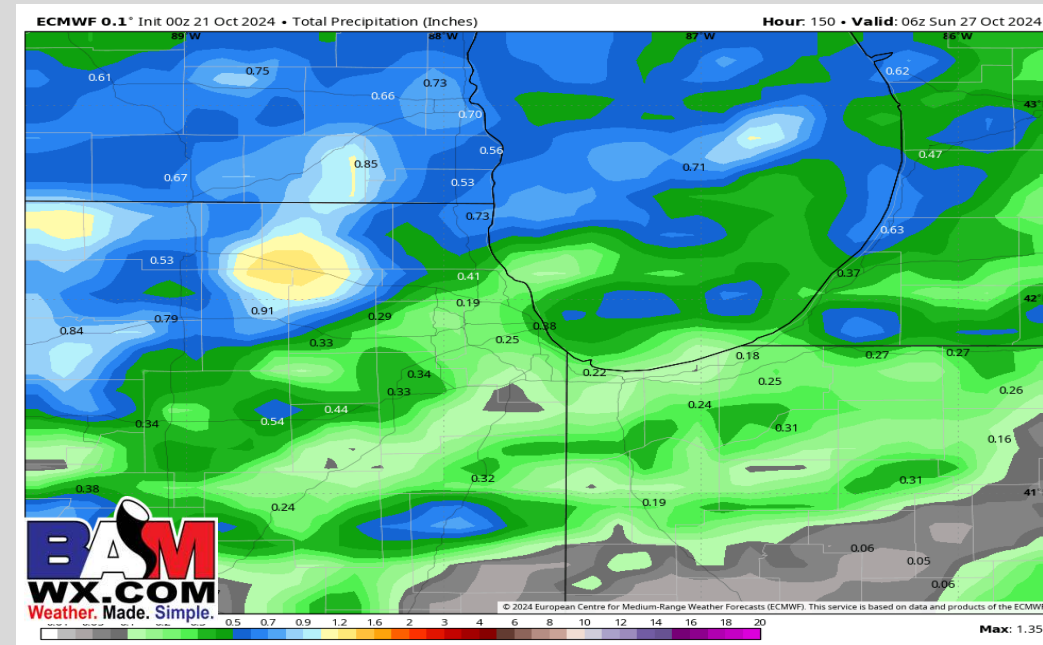 ECMWF 0.1° Init 00z 21 Oct 2024 • Total Precipitation (Inches)
Hour: 150 • Valid: 06z Sun 27 Oct 2024
89°W 88°W 87°W 86°W
0.61 0.75 0.66 0.73 0.62
43°
0.70
0.56 0.47
0.85 0.71
0.67 0.53
0.73
0.63
0.53
0.41 0.37
0.19 42°
0.91 0.29
0.84 0.79 0.38
0.33 0.25
0.18 0.27 0.27
0.34 0.22 0.25
0.33 0.26
0.44 0.24
0.34 0.54 0.31
0.16
0.32 0.31
0.38 41°
0.24 0.19
0.06
0.05
0.06
BAM
WX.COM
Weather. Made. Simple.
© 2024 European Centre for Medium-Range Weather Forecasts (ECMWF). This service is based on data and products of the ECMWF
0.5 0.7 0.9 1.2 1.6 2 3 4 6 8 10 12 14 16 18 20
Max: 1.35